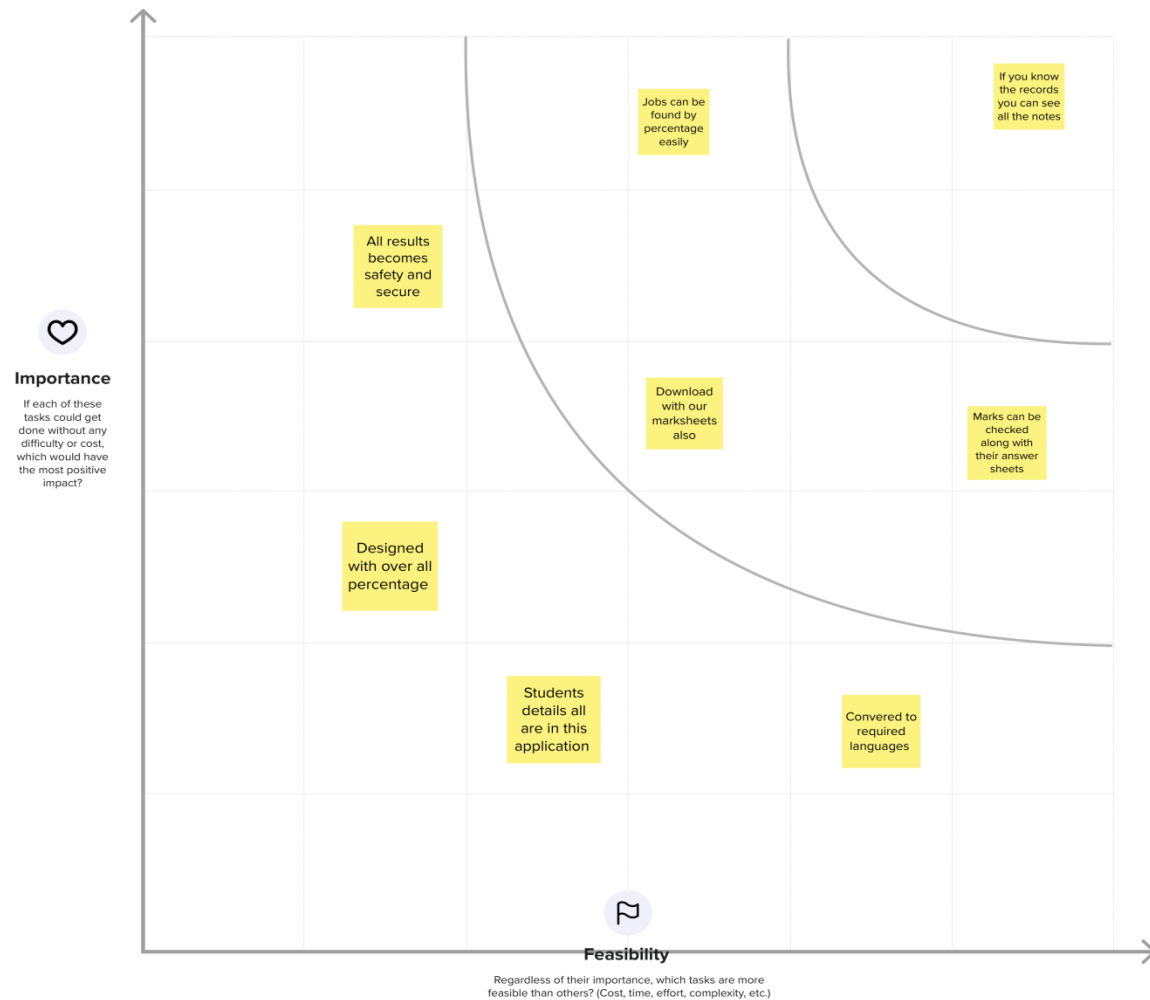 If you know
the records
you can see
all the notes
Jobs can be
found by
percentage
easily
All results
becomes
safety and
secure
Importance
If each of these
tasks could get
done without any
difficulty or cost,
which would have
the most positive
impact?
Download
with our
marksheets
also
Marks can be
checked
along with
their answer
sheets
Designed
with over all
percentage
Students
details all
are in this
application
Convered to
required
languages
Feasibility
Regardless of their importance, which tasks are more
feasible than others? (Cost, time, effort, complexity, etc.)